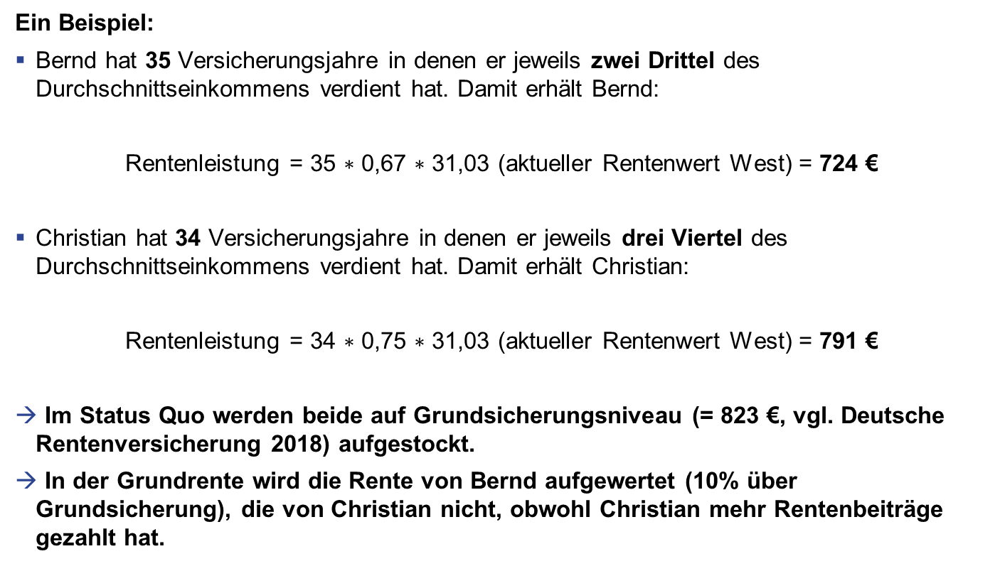 Ein Beispiel:
▪ Bernd hat 35 Versicherungsjahre in denen er jeweils zwei Drittel des
Durchschnittseinkommens verdient hat. Damit erhält Bernd:
Rentenleistung = 35 ∗ 0,67 ∗ 31,03 (aktueller Rentenwert West) = 724 €
▪ Christian hat 34 Versicherungsjahre in denen er jeweils drei Viertel des
Durchschnittseinkommens verdient hat. Damit erhält Christian:
Rentenleistung = 34 ∗ 0,75 ∗ 31,03 (aktueller Rentenwert West) = 791 €
→ Im Status Quo werden beide auf Grundsicherungsniveau (= 823 €, vgl. Deutsche
Rentenversicherung 2018) aufgestockt.
→ In der Grundrente wird die Rente von Bernd aufgewertet (10% über
Grundsicherung), die von Christian nicht, obwohl Christian mehr Rentenbeiträge
gezahlt hat.